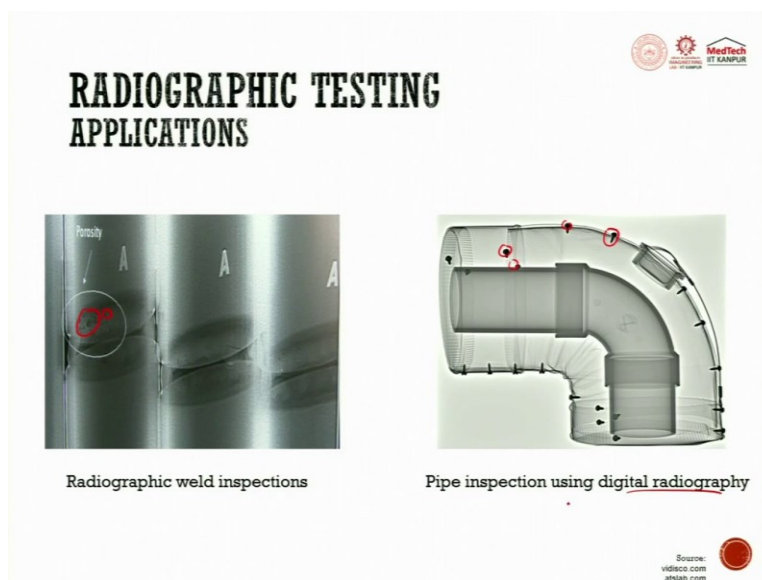 MedTech
IIT KANPUR
RADIOGRAPHIC TESTING
APPLICATIONS
Porosity
A
A
A
Radiographic weld inspections
Pipe inspection using digital radiography
Source:
vidisco.com
atslab.com